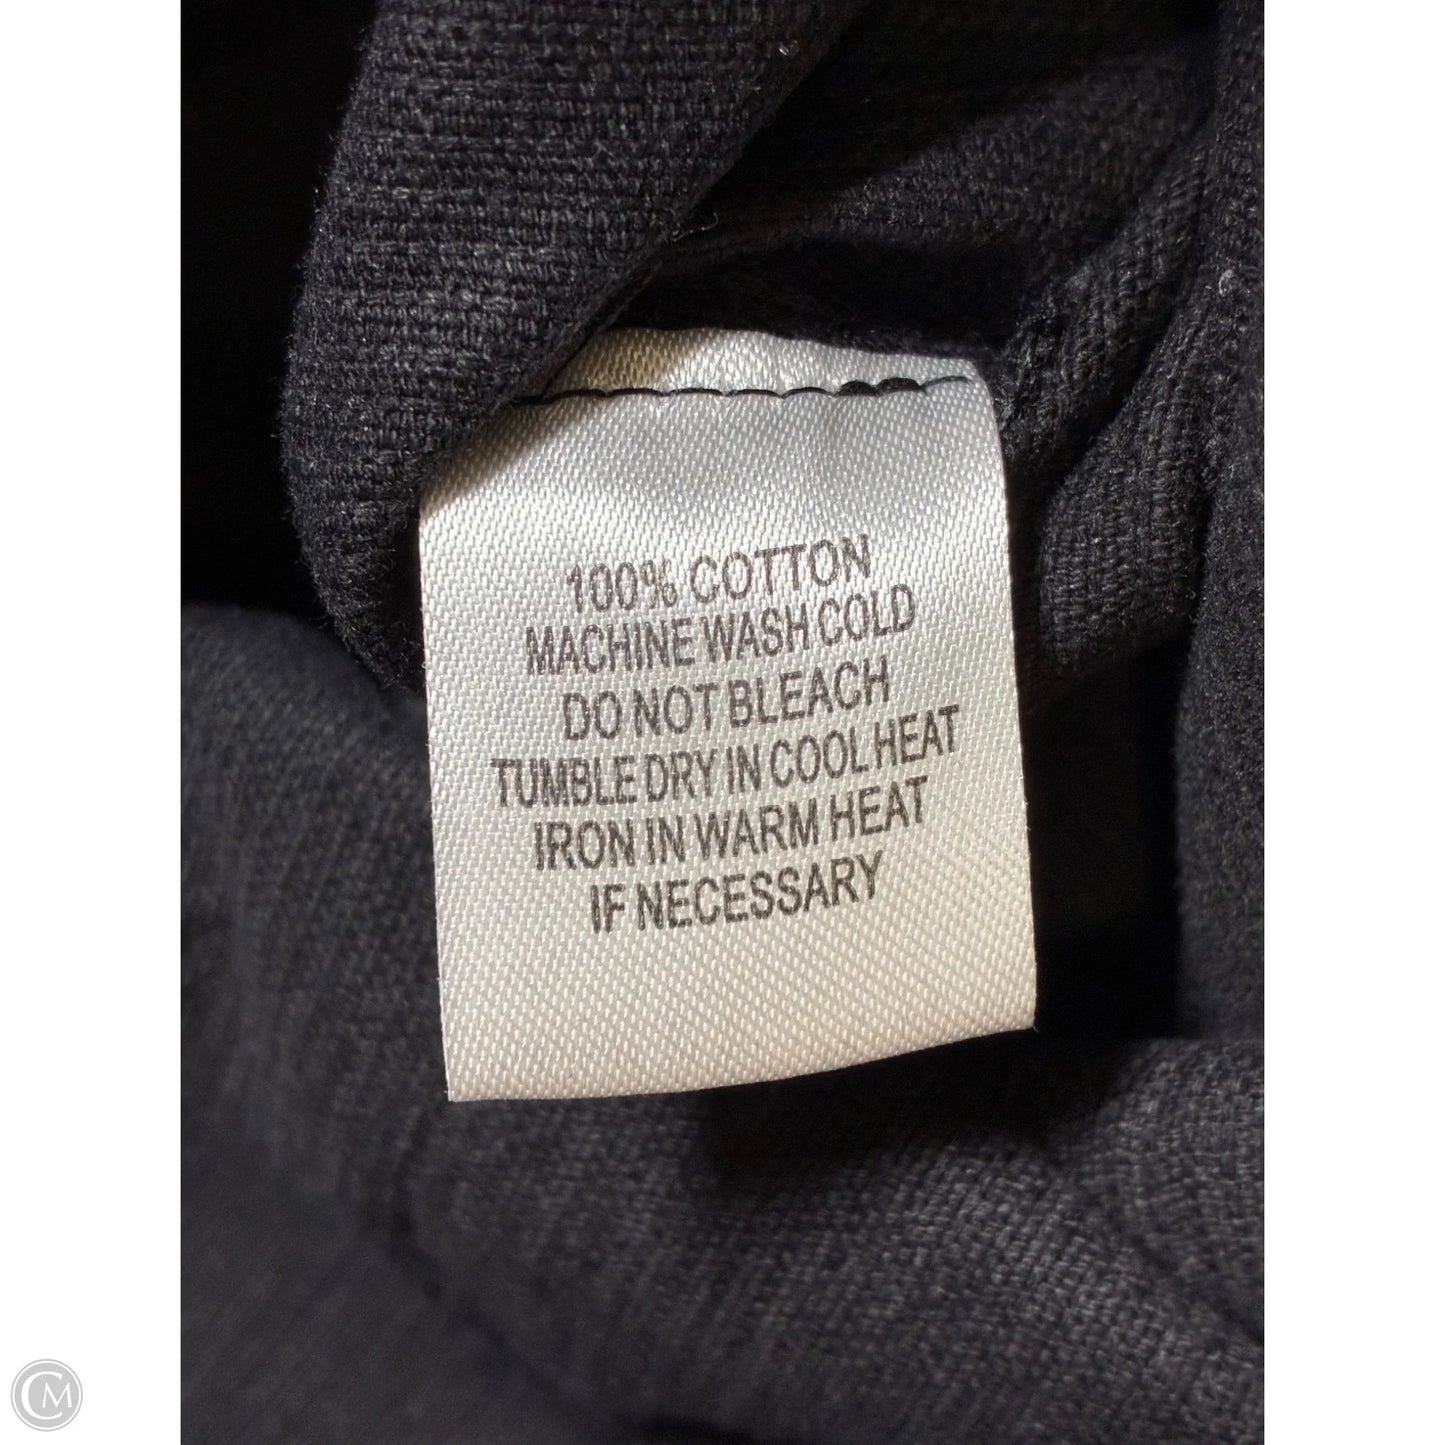 100% COTTON
MACHINE WASH COLD
DO NOT BLEACH
TUMBLE DRY IN COOL HEAT
IRON IN WARM HEAT
IF NECESSARY
CM